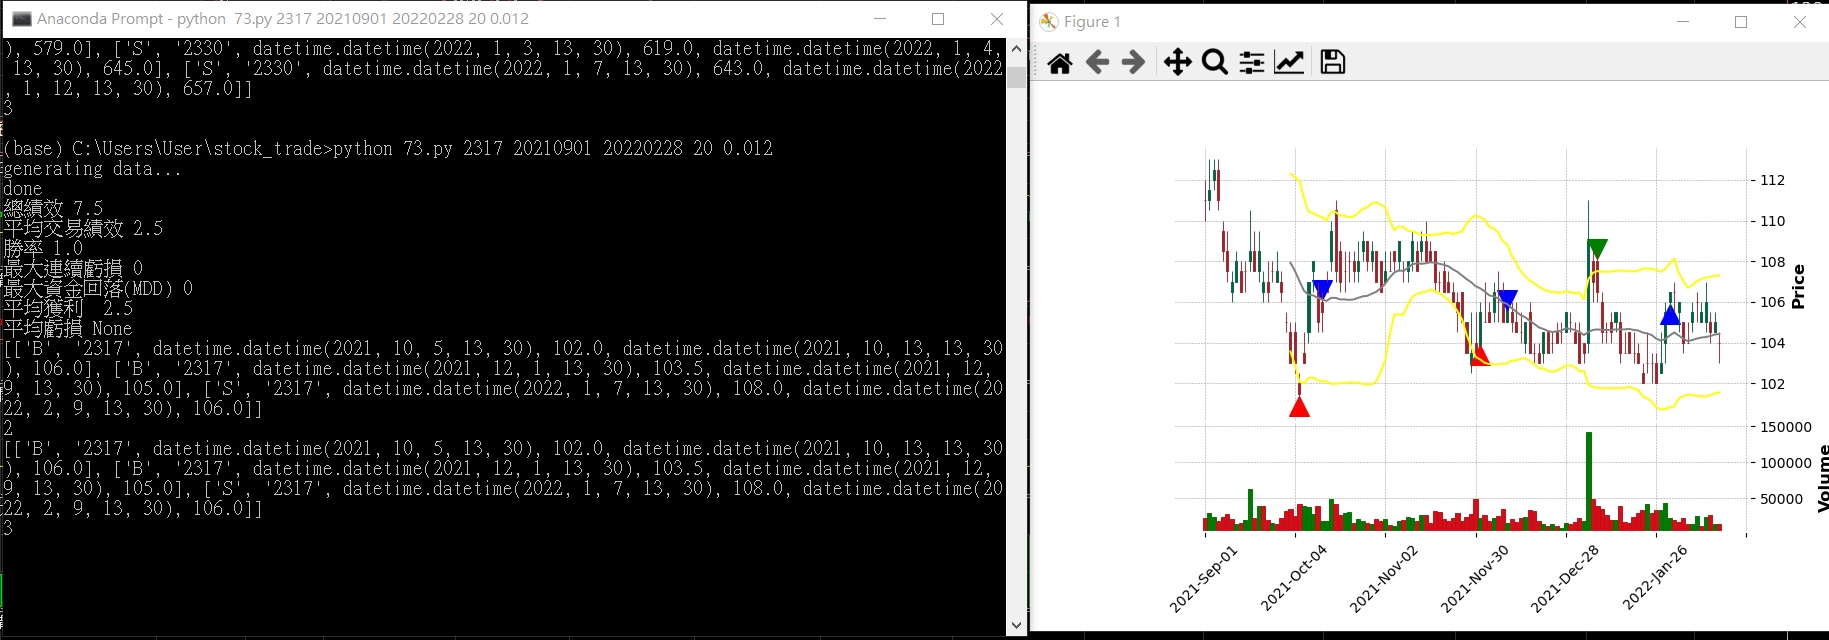 Anaconda Prompt - python  73.py 2317 20210901 20220228 20 0.012
), 579.0], ['S', '2330', datetime.datetime(2022, 1, 3, 13, 30), 619.0, datetime.datetime(2022, 1, 4,
 13, 30), 645.0], ['S', '2330', datetime.datetime(2022, 1, 7, 13, 30), 643.0, datetime.datetime(2022
, 1, 12, 13, 30), 657.0]]
3
(base) C:\Users\User\stock_trade>python 73.py 2317 20210901 20220228 20 0.012
generating data...
done
總績效 7.5
平均交易績效 2.5
勝率 1.0
最大連續虧損 0
最大資金回落(MDD) 0
平均獲利  2.5
平均虧損 None
[['B', '2317', datetime.datetime(2021, 10, 5, 13, 30), 102.0, datetime.datetime(2021, 10, 13, 13, 30
), 106.0], ['B', '2317', datetime.datetime(2021, 12, 1, 13, 30), 103.5, datetime.datetime(2021, 12,
9, 13, 30), 105.0], ['S', '2317', datetime.datetime(2022, 1, 7, 13, 30), 108.0, datetime.datetime(20
22, 2, 9, 13, 30), 106.0]]
2
[['B', '2317', datetime.datetime(2021, 10, 5, 13, 30), 102.0, datetime.datetime(2021, 10, 13, 13, 30
), 106.0], ['B', '2317', datetime.datetime(2021, 12, 1, 13, 30), 103.5, datetime.datetime(2021, 12,
9, 13, 30), 105.0], ['S', '2317', datetime.datetime(2022, 1, 7, 13, 30), 108.0, datetime.datetime(20
22, 2, 9, 13, 30), 106.0]]
3
Figure 1
112
110
108
106
104
102
Price
150000
100000
50000
Volume
2021-Sep-01
2021-Oct-04
2021-Nov-02
2021-Nov-30
2021-Dec-28
2022-Jan-26